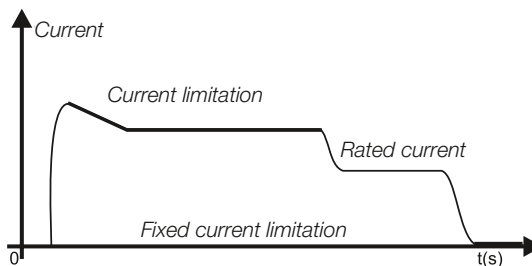 Current
Current limitation
Rated current
Fixed current limitation
0
t(s)